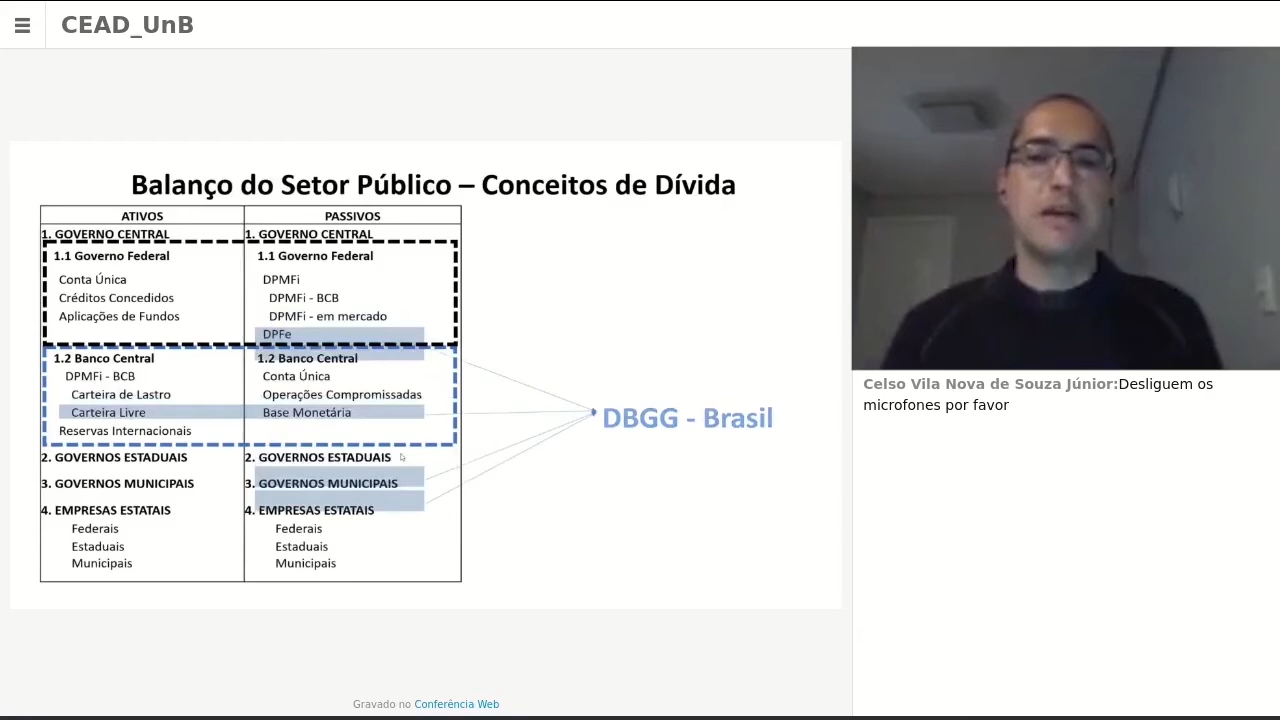 CEAD_UnB
Balanço do Setor Público – Conceitos de Dívida
ATIVOS
PASSIVOS
1. GOVERNO CENTRAL
1. GOVERNO CENTRAL
1.1 Governo Federal
1.1 Governo Federal
Conta Única
DPMFi
Créditos Concedidos
DPMFi - BCB
Aplicações de Fundos
DPMFi - em mercado
DPFe
1.2 Banco Central
1.2 Banco Central
DPMFi - BCB
Conta Única
Carteira de Lastro
Operações Compromissadas
Carteira Livre
Base Monetária
Reservas Internacionais
DBGG - Brasil
2. GOVERNOS ESTADUAIS
2. GOVERNOS ESTADUAIS
3. GOVERNOS MUNICIPAIS
3. GOVERNOS MUNICIPAIS
4. EMPRESAS ESTATAIS
4. EMPRESAS ESTATAIS
Federais
Federais
Estaduais
Estaduais
Municipais
Municipais
Celso Vila Nova de Souza Júnior:Desliguem os
microfones por favor
Gravado no Conferência Web